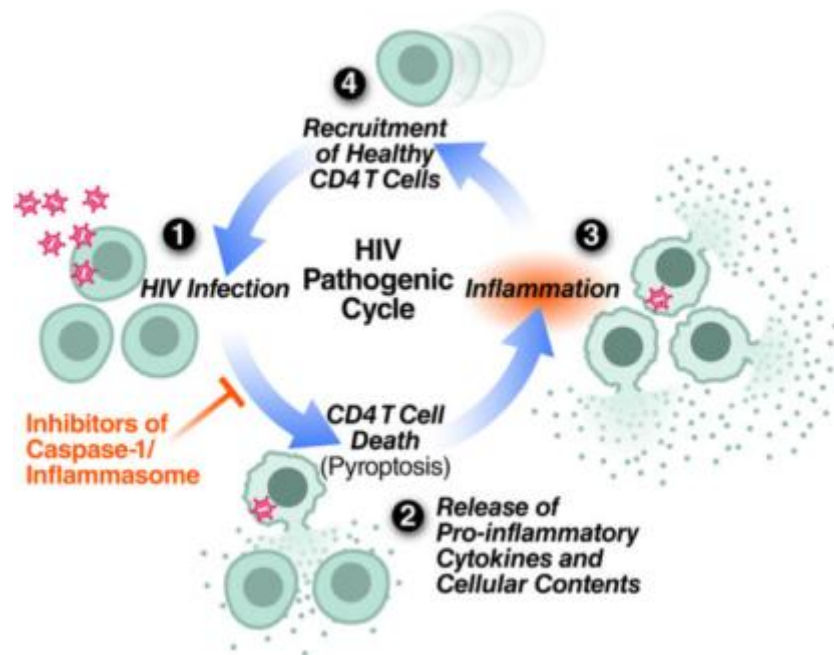 4
Recruitment
of Healthy
CD4 T Cells
1
HIV Infection
HIV
Pathogenic
Cycle
3
Inflammation
Inhibitors of
Caspase-1/
Inflammasome
CD4 T Cell
Death
(Pyroptosis)
2
Release of
Pro-inflammatory
Cytokines and
Cellular Contents